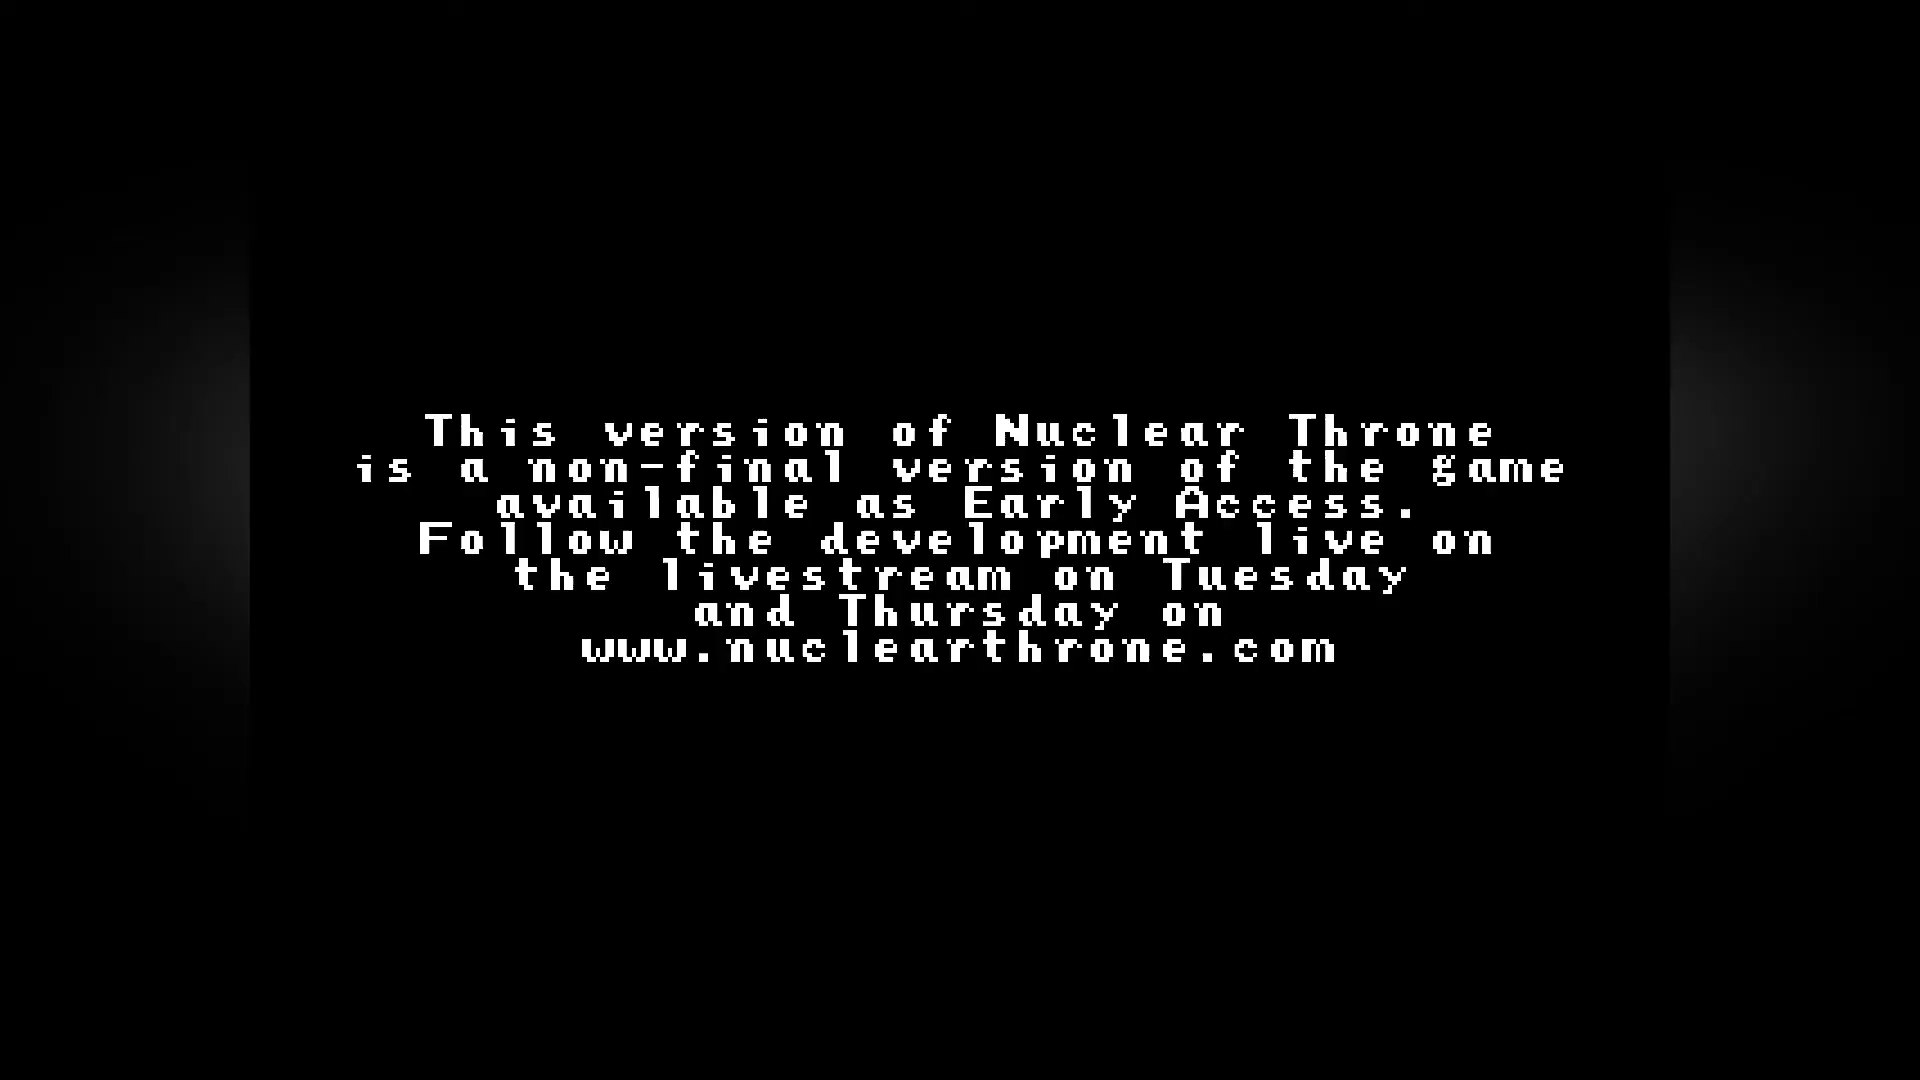 This version of Nuclear Throne
is a non-final version of the game
available as Early Access.
Follow the development live on
the livestream on Tuesday
and Thursday on
www.nuclearthrone.com